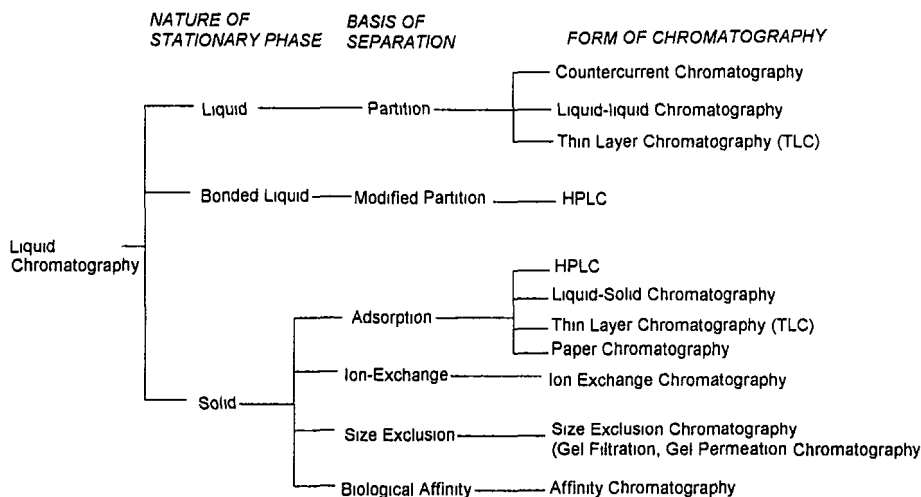 NATURE OF STATIONARY PHASE
BASIS OF SEPARATION
FORM OF CHROMATOGRAPHY
Countercurrent Chromatography
Liquid
Partition
Liquid-liquid Chromatography
Thin Layer Chromatography (TLC)
Bonded Liquid
Modified Partition
HPLC
Liquid
Chromatography
HPLC
Liquid-Solid Chromatography
Adsorption
Thin Layer Chromatography (TLC)
Paper Chromatography
Ion-Exchange
Ion Exchange Chromatography
Solid
Size Exclusion
Size Exclusion Chromatography
(Gel Filtration, Gel Permeation Chromatography
Biological Affinity
Affinity Chromatography